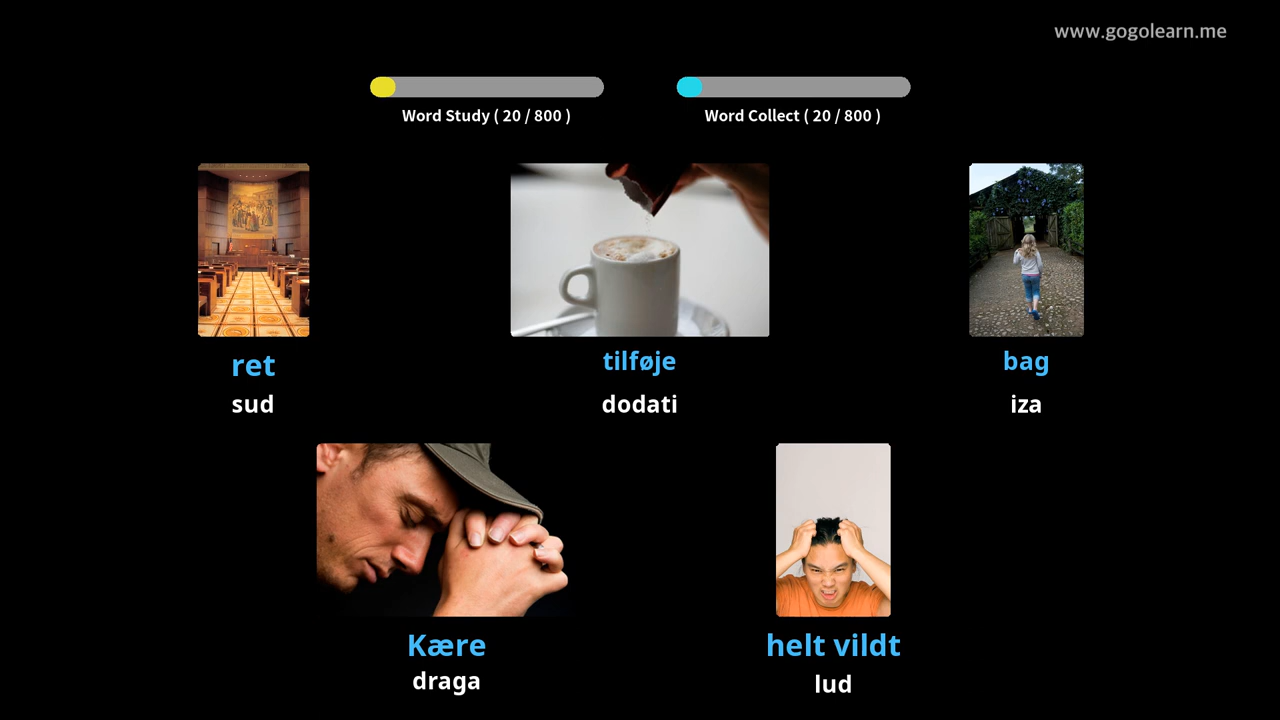 www.gogolearn.me
Word Study ( 20 / 800 )
Word Collect ( 20 / 800 )
ret
sud
tilføje
dodati
bag
iza
Kære
draga
helt vildt
lud